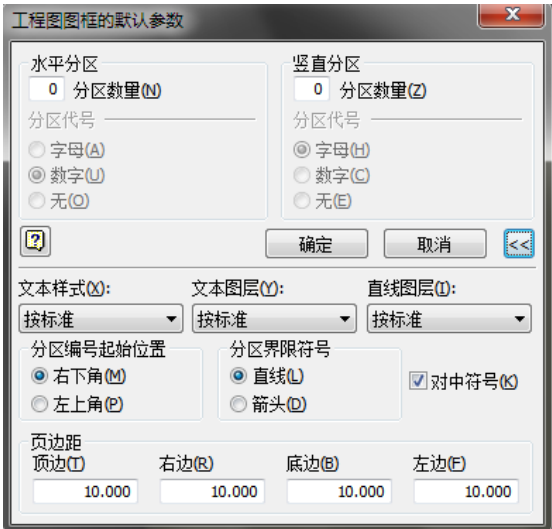 工程图图框的默认参数
水平分区 竖直分区
0 分区数量(N) 0 分区数量(Z)
分区代号 分区代号
字母(A) 字母(H)
数字(U) 数字(C)
无(O) 无(E)
确定 取消 <<
文本样式(X): 文本图层(Y): 直线图层(I):
按标准 按标准 按标准
分区编号起始位置 分区界限符号
右下角(M) 直线(L) 对中符号(K)
左上角(P) 箭头(D)
页边距
顶边(T) 右边(R) 底边(B) 左边(F)
10.000 10.000 10.000 10.000